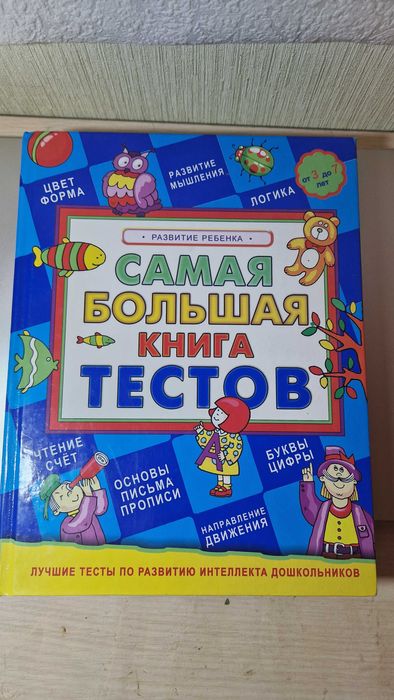 ЦВЕТ
ФОРМА
РАЗВИТИЕ
МЫШЛЕНИЯ
ЛОГИКА
от 3 до 7
лет
• РАЗВИТИЕ РЕБЕНКА •
САМАЯ
БОЛЬШАЯ
КНИГА
ТЕСТОВ
ЧТЕНИЕ
СЧЁТ
ОСНОВЫ
ПИСЬМА
ПРОПИСИ
НАПРАВЛЕНИЕ
ДВИЖЕНИЯ
БУКВЫ
ЦИФРЫ
ЛУЧШИЕ ТЕСТЫ ПО РАЗВИТИЮ ИНТЕЛЛЕКТА ДОШКОЛЬНИКОВ